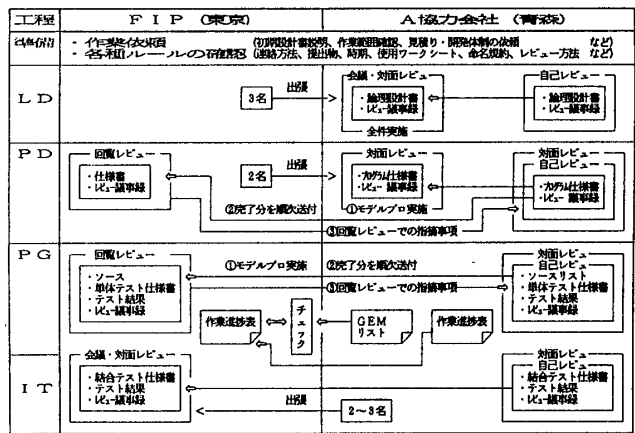 工程
ＦＩＰ（東京）
Ａ協力会社（青森）
準備
・作業依頼（初期設計書説明、作業範囲確認、見積り・開発体制の依頼 など）
・各種ルールの確認（連絡方法、提出物、時期、使用ワークシート、命名規約、レビュー方法 など）
ＬＤ
3名
出張
会議・対面レビュー
・論理設計書
・レビュー議事録
全件実施
自己レビュー
・論理設計書
・レビュー議事録
ＰＤ
回覧レビュー
・仕様書
・レビュー議事録
2名
出張
対面レビュー
・プログラム仕様書
・レビュー議事録
①モデルプロ実施
対面レビュー
自己レビュー
・プログラム仕様書
・レビュー議事録
②完了分を順次送付
③回覧レビューでの指摘事項
ＰＧ
回覧レビュー
・ソース
・単体テスト仕様書
・テスト結果
・レビュー議事録
①モデルプロ実施
②完了分を順次送付
③回覧レビューでの指摘事項
対面レビュー
自己レビュー
・ソースリスト
・単体テスト仕様書
・テスト結果
・レビュー議事録
作業進捗表
チェック
ＧＥＭ
リスト
作業進捗表
ＩＴ
会議・対面レビュー
・結合テスト仕様書
・テスト結果
・レビュー議事録
対面レビュー
自己レビュー
・結合テスト仕様書
・テスト結果
・レビュー議事録
出張
2～3名